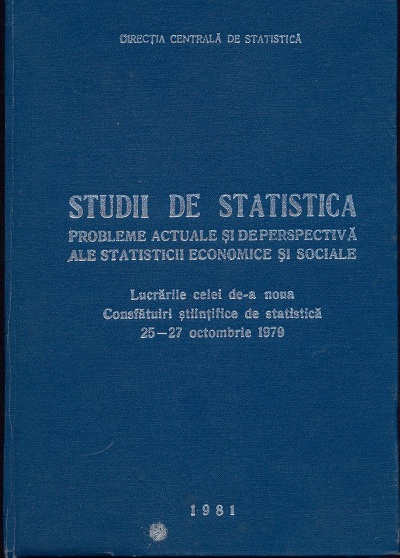 DIRECȚIA CENTRALĂ DE STATISTICĂ
STUDII DE STATISTICA
PROBLEME ACTUALE ȘI DE PERSPECTIVĂ
ALE STATISTICII ECONOMICE ȘI SOCIALE
Lucrările celei de-a noua
Consfătuiri științifice de statistică
25—27 octombrie 1979
1981